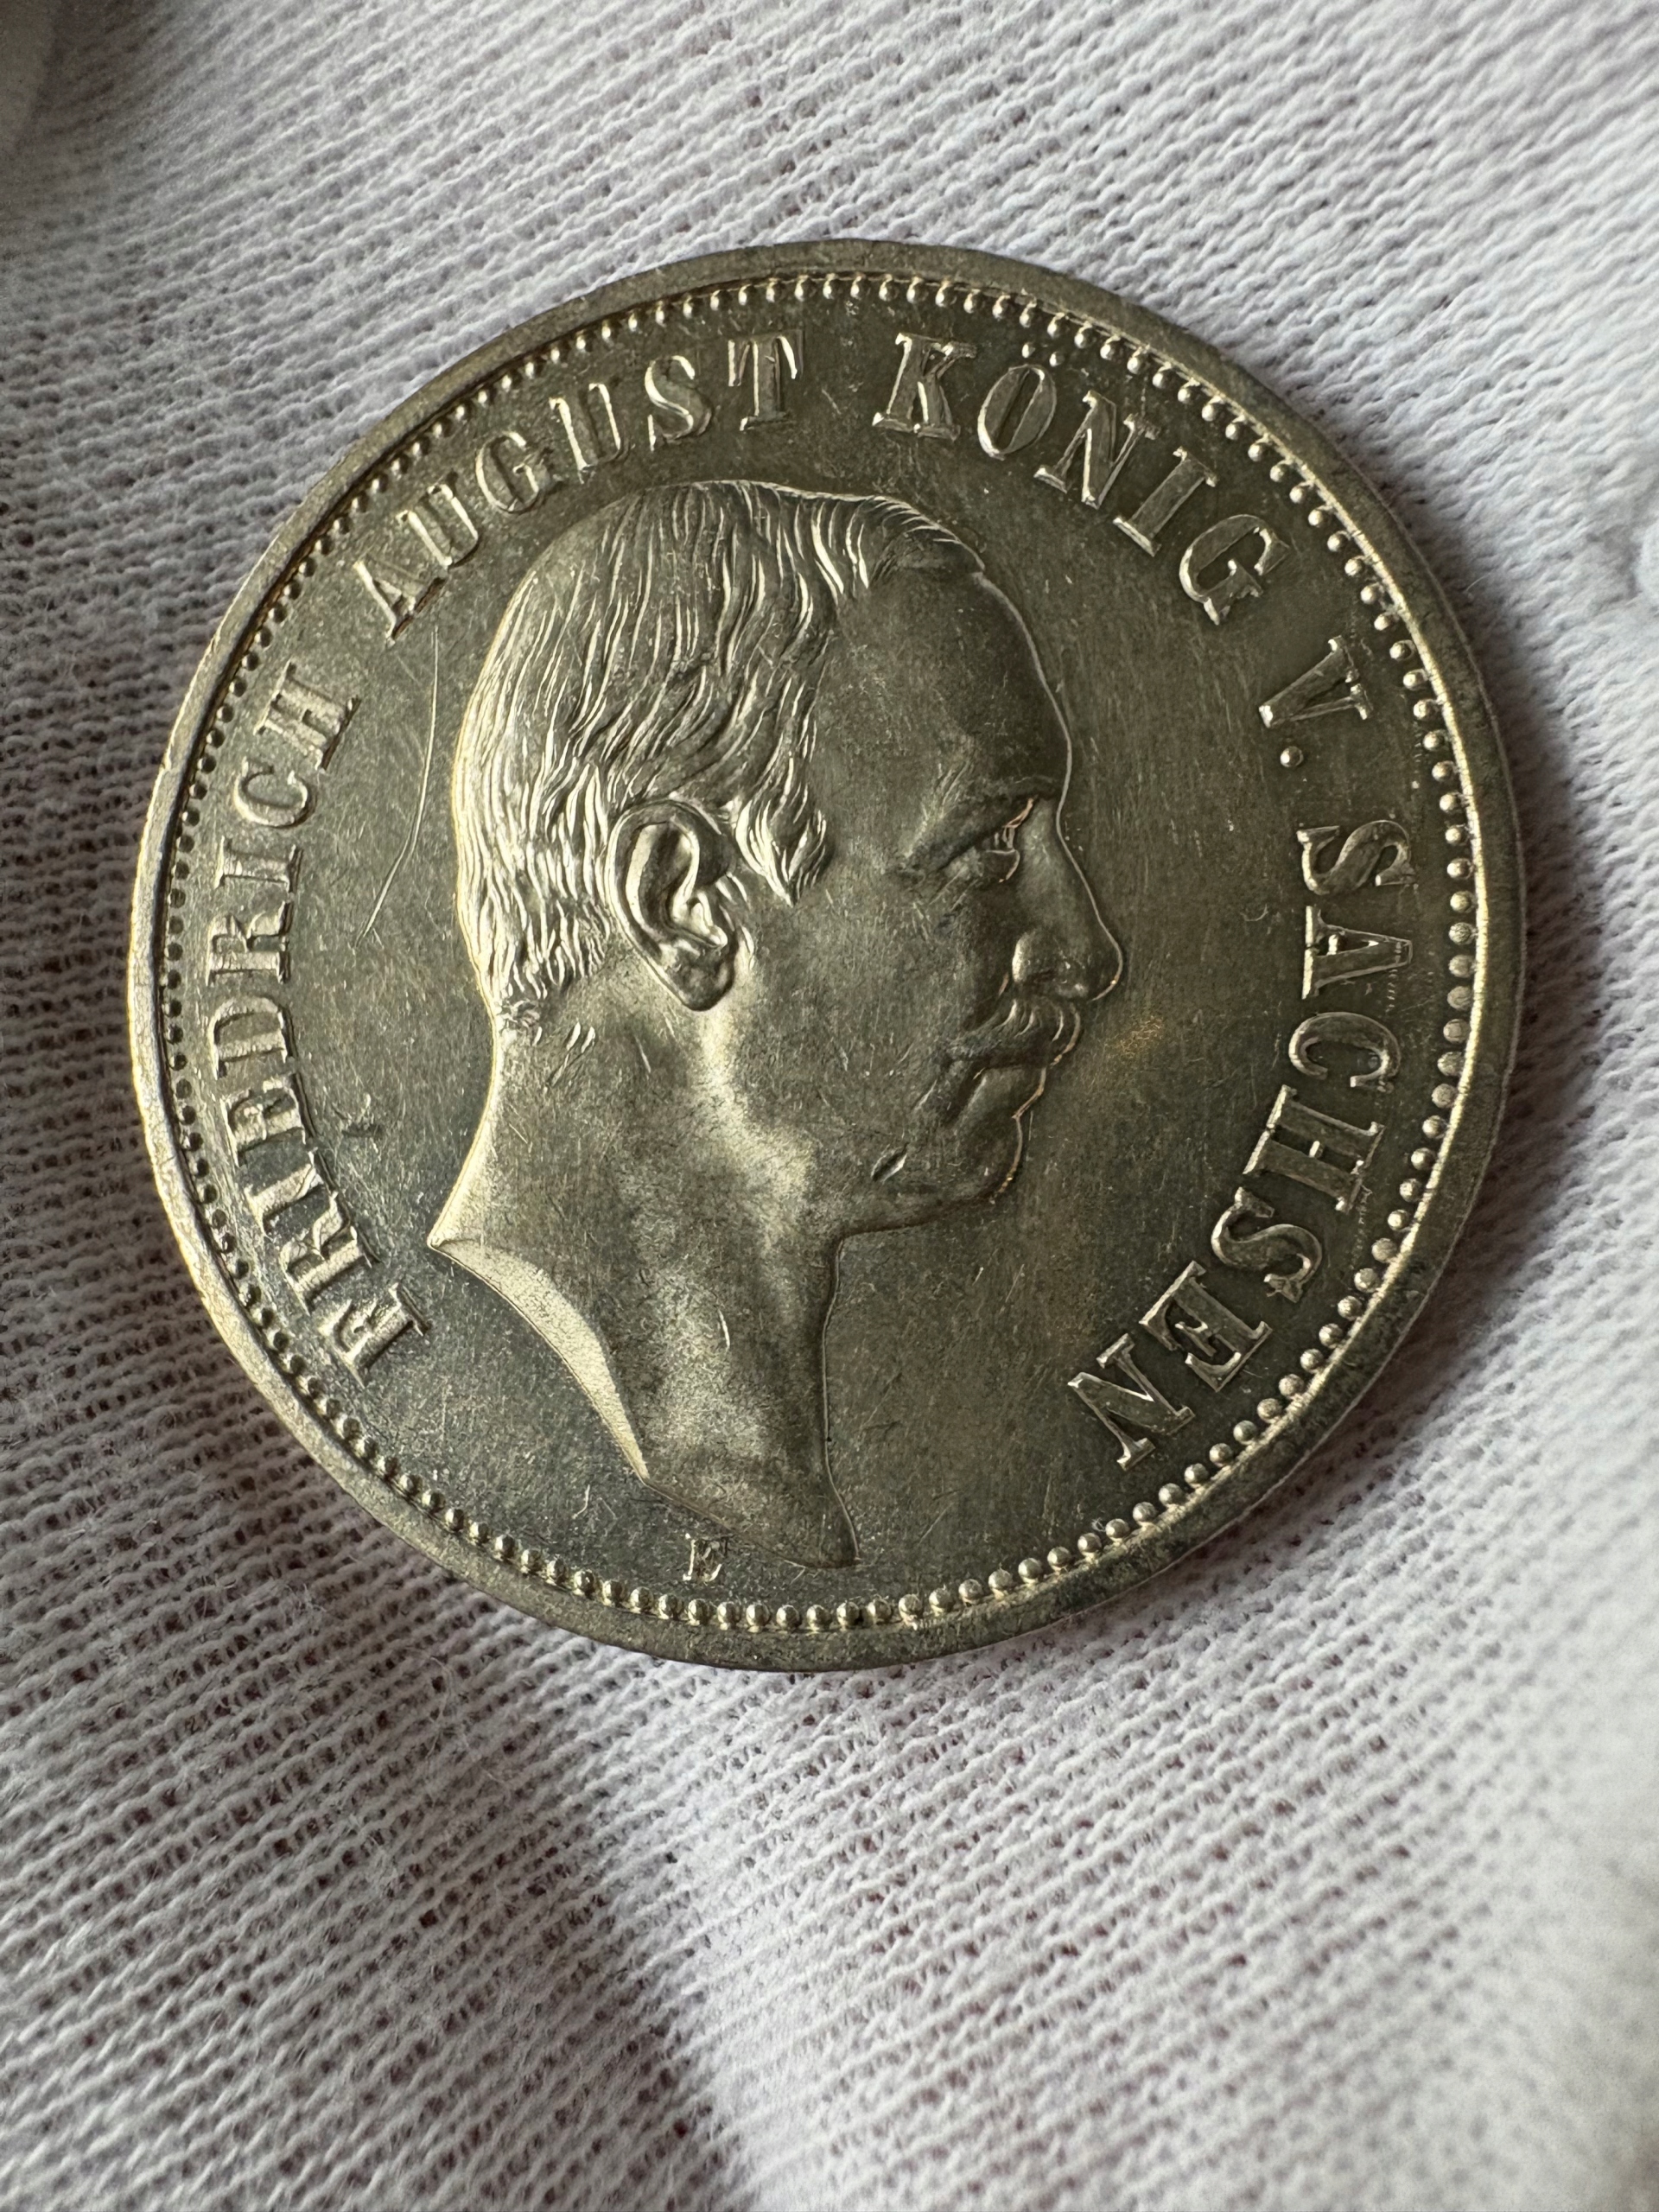 FRIEDRICH AUGUST KÖNIG V. SACHSEN
E